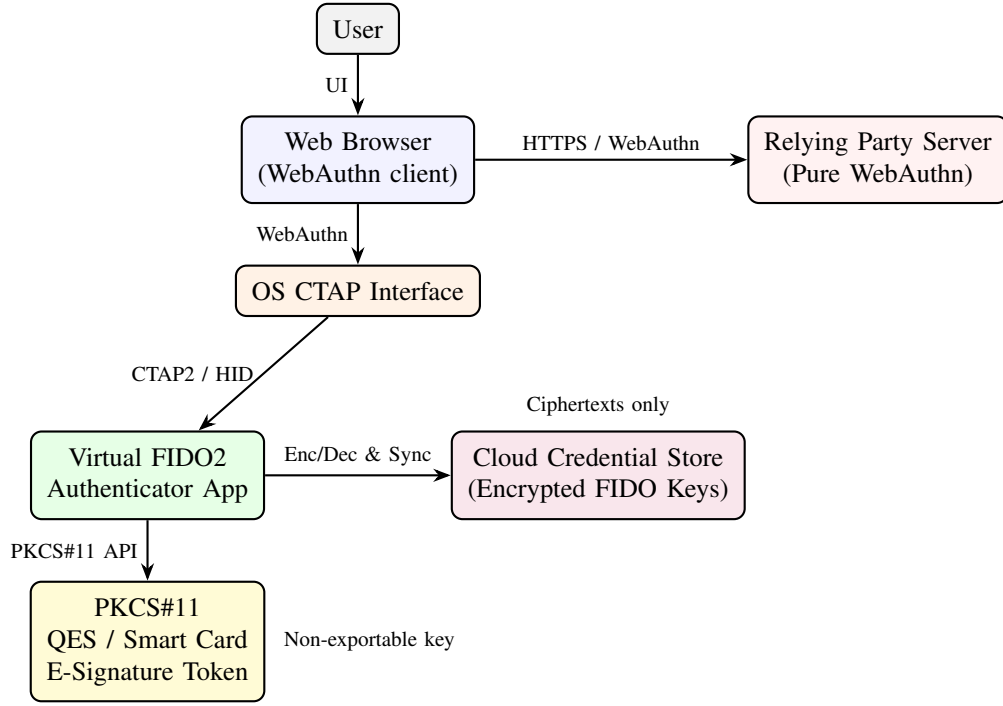 User
UI
Web Browser
(WebAuthn client)
HTTPS / WebAuthn
Relying Party Server
(Pure WebAuthn)
WebAuthn
OS CTAP Interface
CTAP2 / HID
Ciphertexts only
Virtual FIDO2
Authenticator App
Enc/Dec & Sync
Cloud Credential Store
(Encrypted FIDO Keys)
PKCS#11 API
PKCS#11
QES / Smart Card
E-Signature Token
Non-exportable key